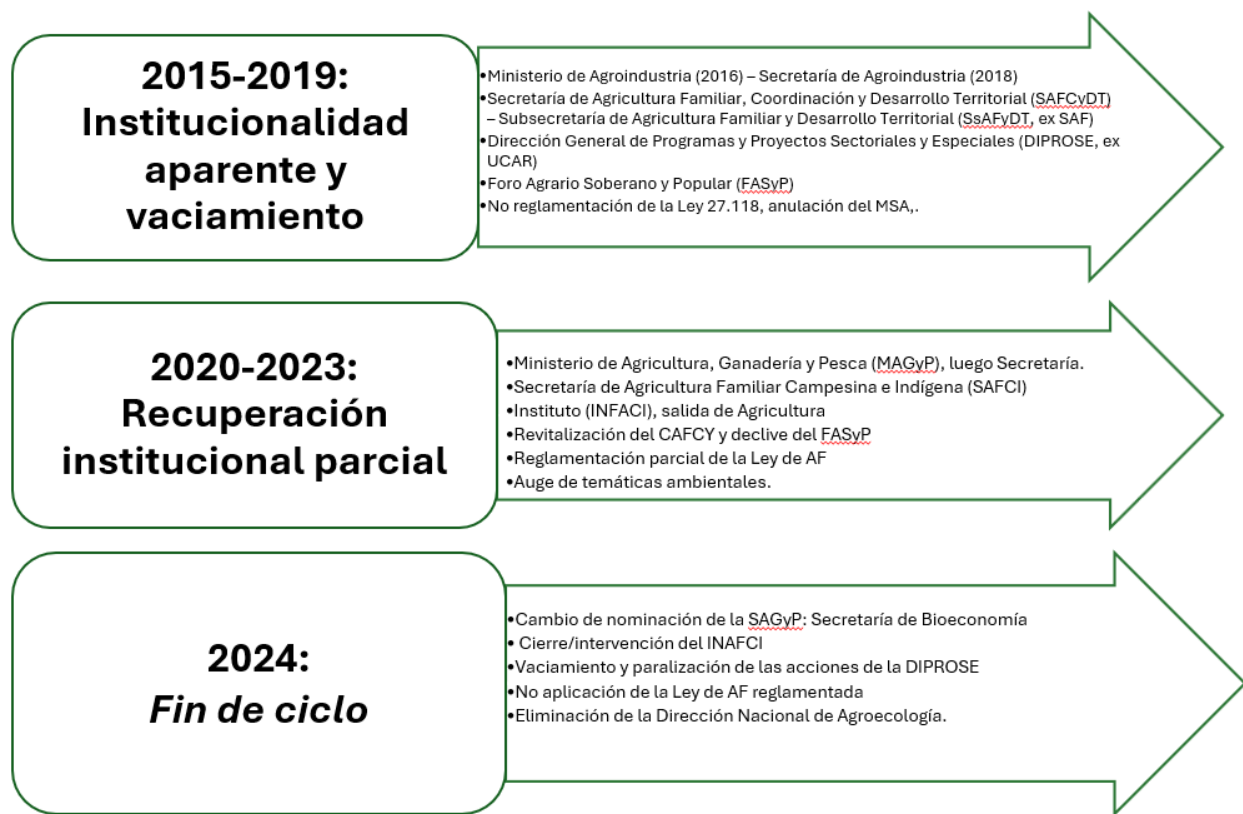 2015-2019:
Institucionalidad
aparente y
vaciamiento
•Ministerio de Agroindustria (2016) – Secretaría de Agroindustria (2018)
•Secretaría de Agricultura Familiar, Coordinación y Desarrollo Territorial (SAFCyDT)
– Subsecretaría de Agricultura Familiar y Desarrollo Territorial (SsAFyDT, ex SAF)
•Dirección General de Programas y Proyectos Sectoriales y Especiales (DIPROSE, ex
UCAR)
•Foro Agrario Soberano y Popular (FASyP)
•No reglamentación de la Ley 27.118, anulación del MSA,.
2020-2023:
Recuperación
institucional parcial
•Ministerio de Agricultura, Ganadería y Pesca (MAGyP), luego Secretaría.
•Secretaría de Agricultura Familiar Campesina e Indígena (SAFCI)
•Instituto (INFACI), salida de Agricultura
•Revitalización del CAFCY y declive del FASyP
•Reglamentación parcial de la Ley de AF
•Auge de temáticas ambientales.
2024:
Fin de ciclo
•Cambio de nominación de la SAGyP: Secretaría de Bioeconomía
• Cierre/intervención del INAFCI
•Vaciamiento y paralización de las acciones de la DIPROSE
•No aplicación de la Ley de AF reglamentada
•Eliminación de la Dirección Nacional de Agroecología.